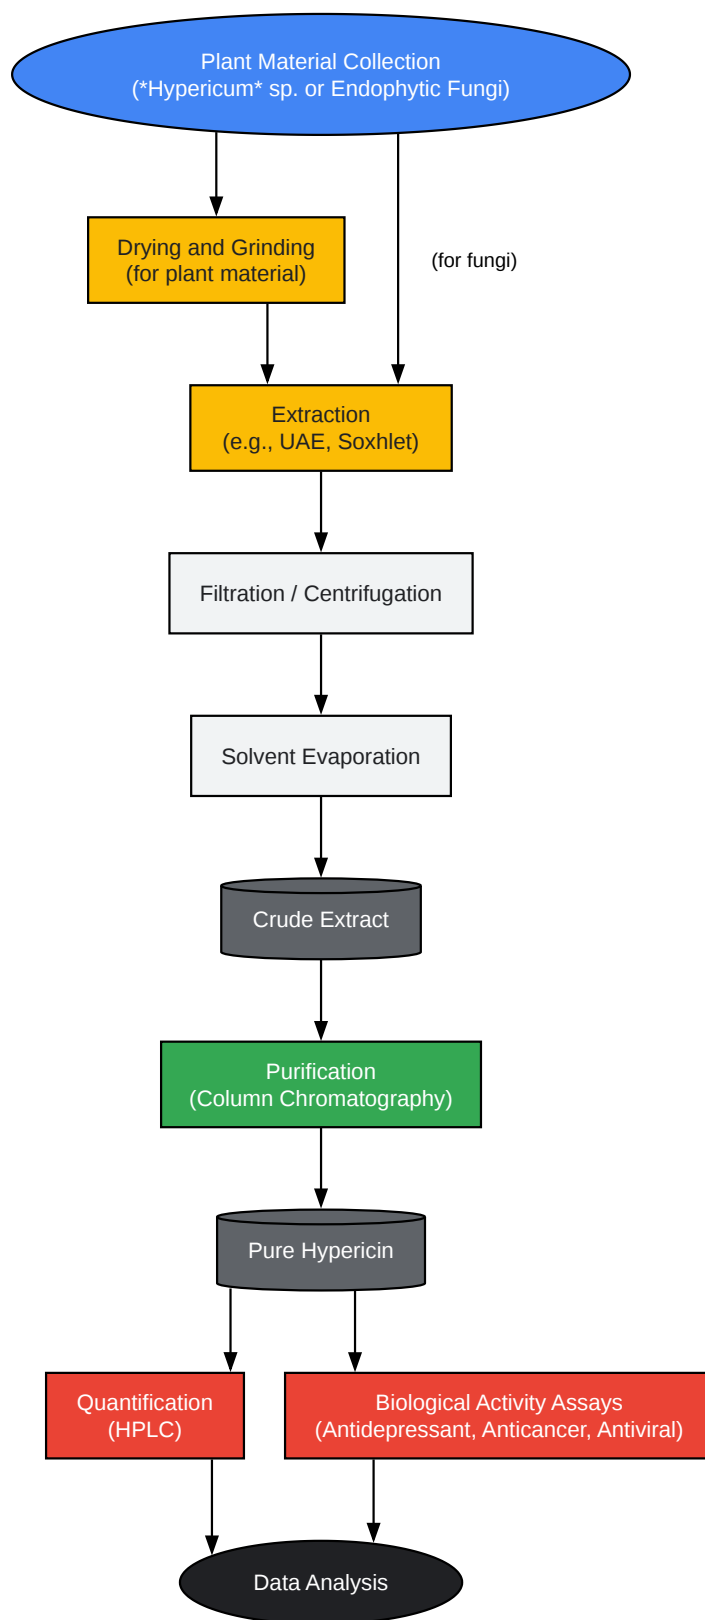 Plant Material Collection
(*Hypericum* sp. or Endophytic Fungi)
Drying and Grinding
(for plant material)
(for fungi)
Extraction
(e.g., UAE, Soxhlet)
Filtration / Centrifugation
Solvent Evaporation
Crude Extract
Purification
(Column Chromatography)
Pure Hypericin
Quantification
(HPLC)
Biological Activity Assays
(Antidepressant, Anticancer, Antiviral)
Data Analysis